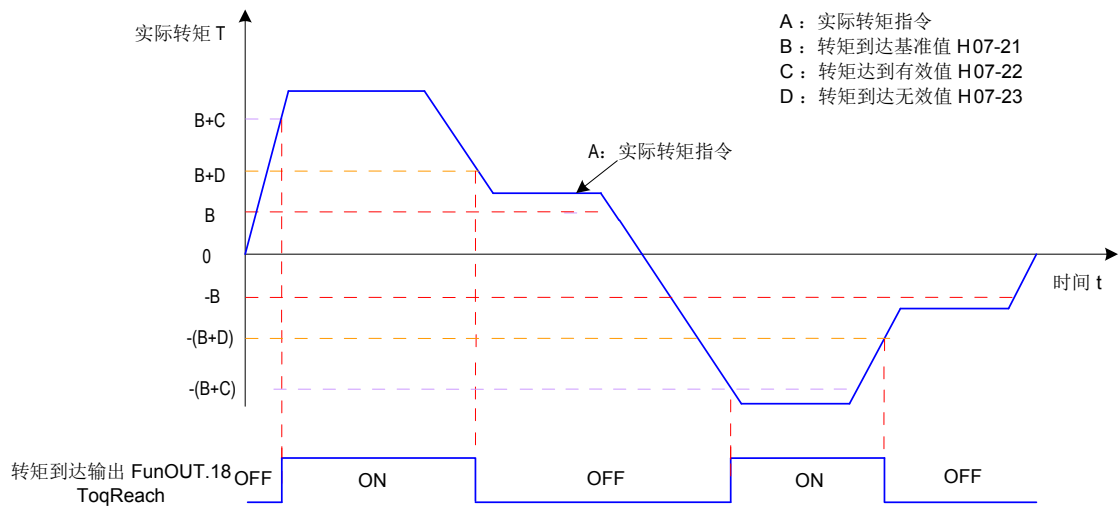 实际转矩 T
A：实际转矩指令
B：转矩到达基准值 H07-21
C：转矩达到有效值 H07-22
D：转矩到达无效值 H07-23
B+C
A：实际转矩指令
B+D
B
0
时间 t
-B
-(B+D)
-(B+C)
转矩到达输出 FunOUT.18
ToqReach
OFF
ON
OFF
ON
OFF